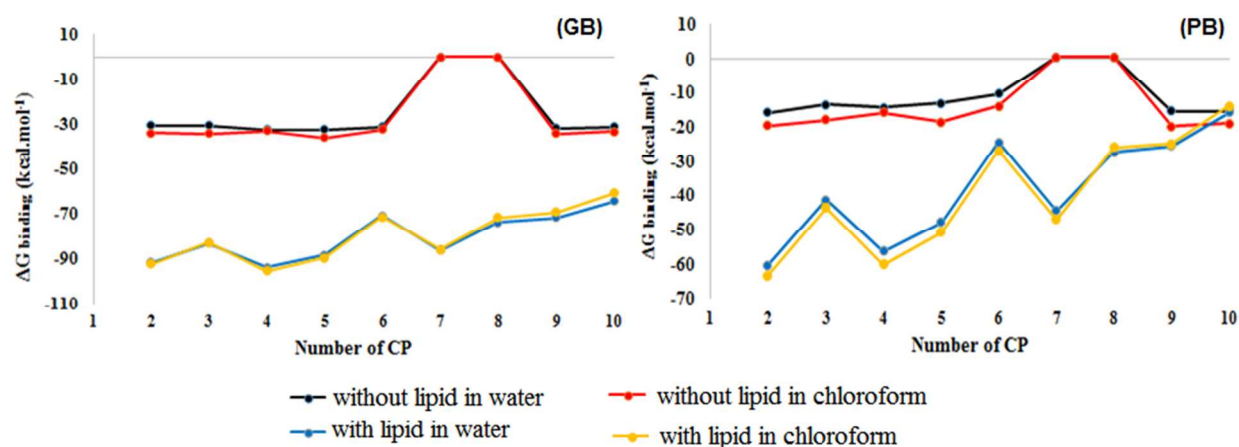 (GB)
10
-10
-30
-50
-70
-90
-110
ΔG binding (kcal.mol-1)
1 2 3 4 5 6 7 8 9 10
Number of CP
(PB)
10
0
-10
-20
-30
-40
-50
-60
-70
ΔG binding (kcal.mol-1)
1 2 3 4 5 6 7 8 9 10
Number of CP
without lipid in water
without lipid in chloroform
with lipid in water
with lipid in chloroform